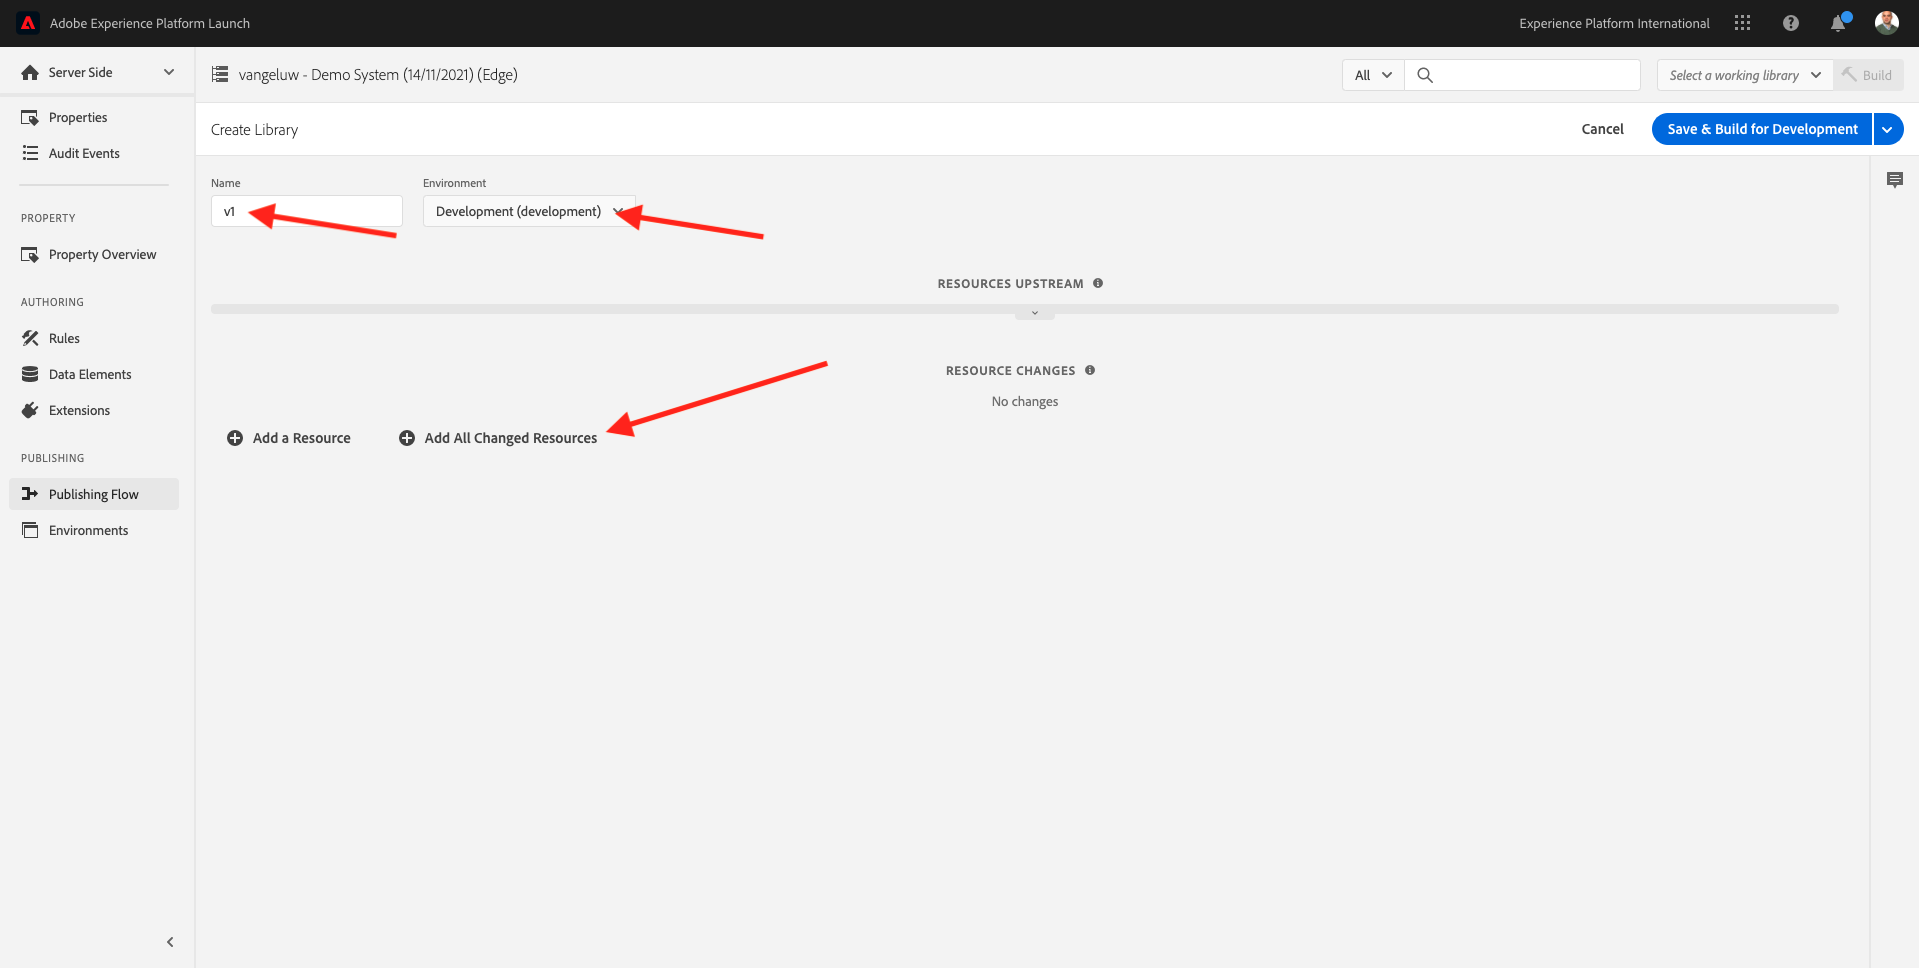 Adobe Experience Platform Launch
Experience Platform International
Server Side
vangeluw - Demo System (14/11/2021) (Edge)
All
Select a working library
Build
Properties
Audit Events
Create Library
Cancel
Save & Build for Development
Name
Environment
v1
Development (development)
PROPERTY
Property Overview
AUTHORING
Rules
Data Elements
Extensions
PUBLISHING
Publishing Flow
Environments
RESOURCES UPSTREAM
RESOURCE CHANGES
No changes
Add a Resource
Add All Changed Resources